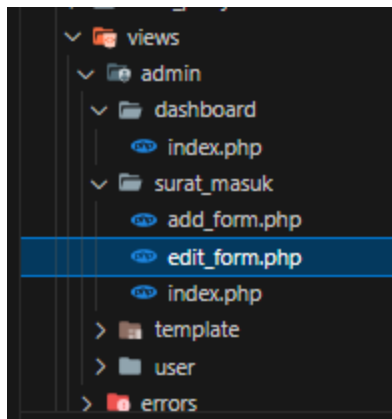 views
admin
dashboard
index.php
surat_masuk
add_form.php
edit_form.php
index.php
template
user
errors